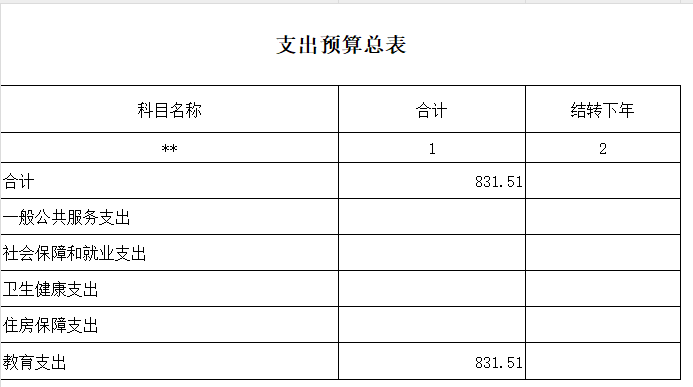 支出预算总表
科目名称 合计 结转下年
** 1 2
合计 831.51
一般公共服务支出
社会保障和就业支出
卫生健康支出
住房保障支出
教育支出 831.51